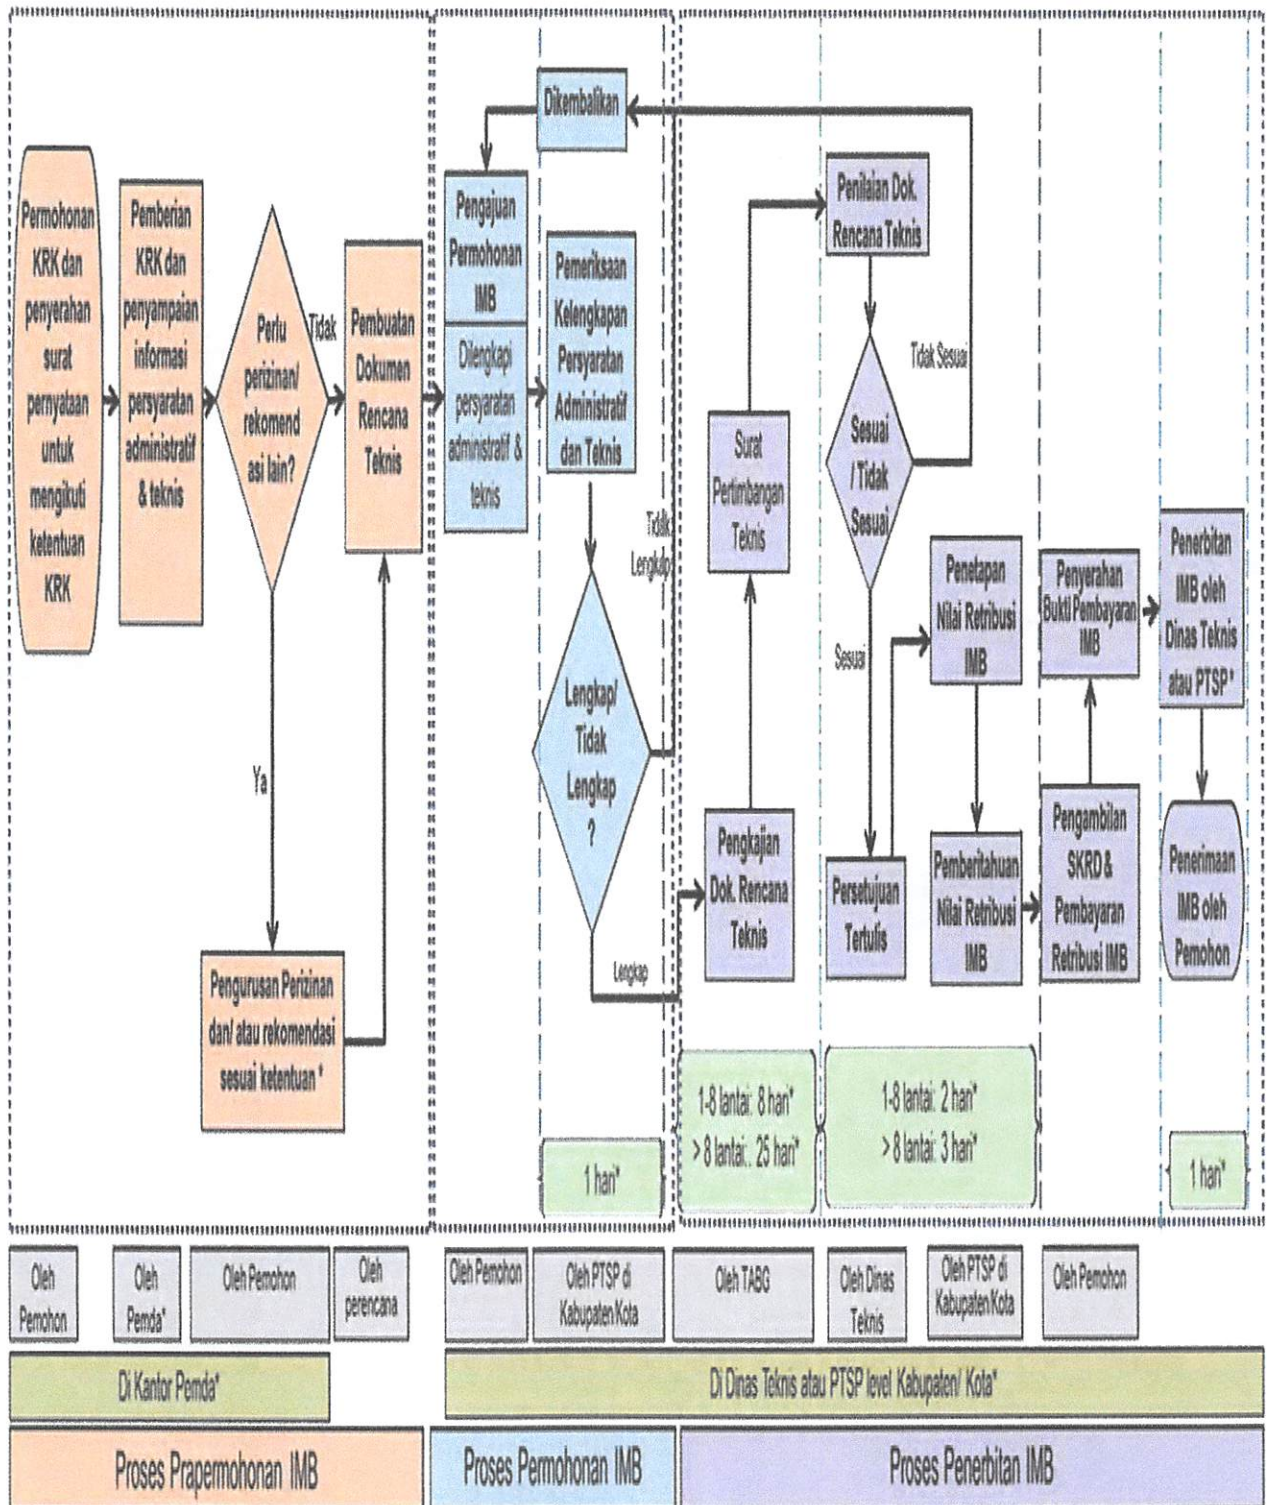 Permohonan
KRK dan
penyerahan
surat
pernyataan
untuk
mengikuti
ketentuan
KRK
Pemberian
KRK dan
penyampaian
informasi
persyaratan
administratif
& teknis
Perlu
perizinan/
rekomend
asi lain?
Tidak
Ya
Pembuatan
Dokumen
Rencana
Teknis
Pengurusan Perizinan
dan/ atau rekomendasi
sesuai ketentuan *
Dikembalikan
Pengajuan
Permohonan
IMB
Dilengkapi
persyaratan
administratif &
teknis
Pemeriksaan
Kelengkapan
Persyaratan
Administratif
dan Teknis
Tidak
Lengkap
Lengkap/
Tidak
Lengkap
?
Lengkap
1 hari*
Pengkajian
Dok. Rencana
Teknis
Surat
Pertimbangan
Teknis
Penilaian Dok.
Rencana Teknis
Tidak Sesuai
Sesuai
/ Tidak
Sesuai
Sesuai
Persetujuan
Tertulis
Penetapan
Nilai Retribusi
IMB
Pemberitahuan
Nilai Retribusi
IMB
Pengambilan
SKRD &
Pembayaran
Retribusi IMB
Penyerahan
Bukti Pembayaran
IMB
Penerbitan
IMB oleh
Dinas Teknis
atau PTSP *
Penerimaan
IMB oleh
Pemohon
1-8 lantai: 8 hari*
> 8 lantai:. 25 hari*
1-8 lantai: 2 hari*
> 8 lantai: 3 hari*
1 hari*
Oleh
Pemohon
Oleh
Pemda*
Oleh Pemohon
Oleh
perencana
Oleh Pemohon
Oleh PTSP di
Kabupaten/Kota
Oleh TABG
Oleh Dinas
Teknis
Oleh PTSP di
Kabupaten/Kota
Oleh Pemohon
Di Kantor Pemda*
Di Dinas Teknis atau PTSP level Kabupaten/ Kota*
Proses Prapermohonan IMB
Proses Permohonan IMB
Proses Penerbitan IMB